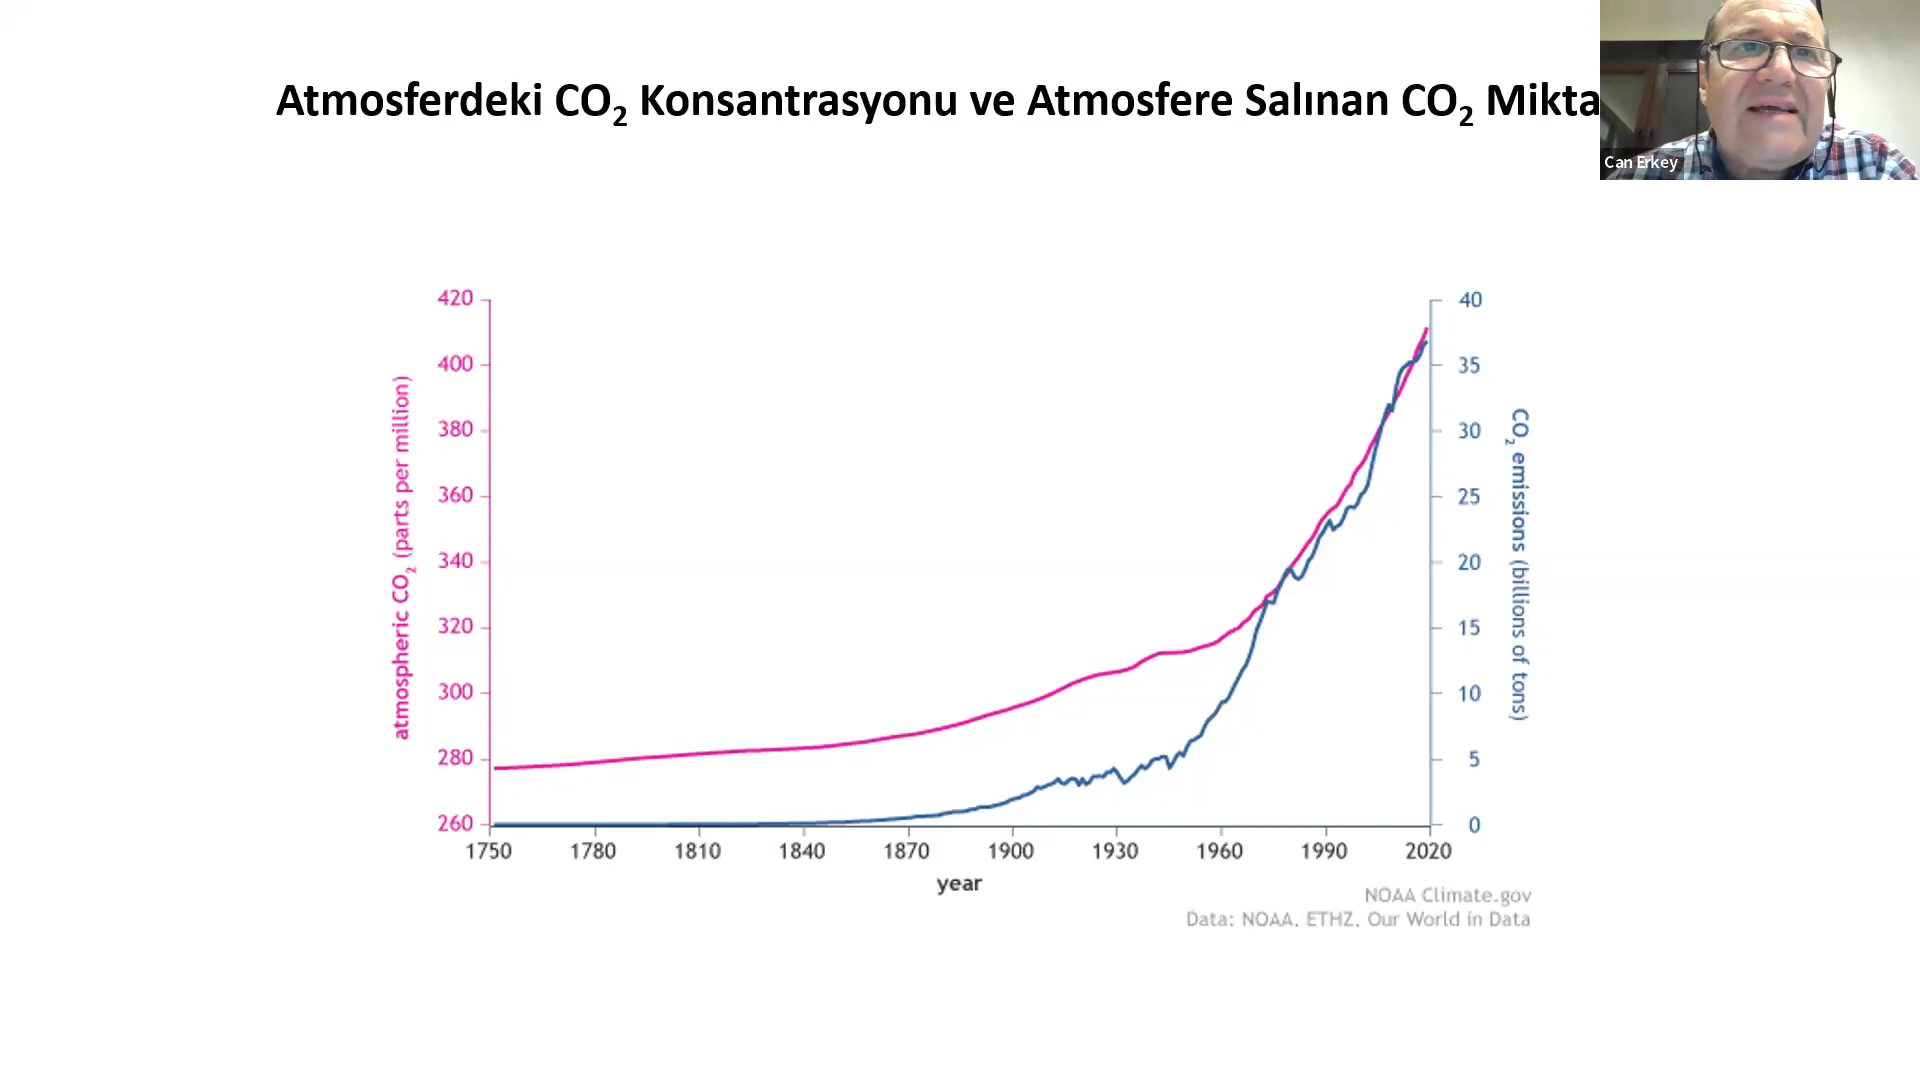 Atmosferdeki CO₂ Konsantrasyonu ve Atmosfere Salınan CO₂ Mikta
Can Erkey
420
400
380
360
340
320
300
280
260
atmospheric CO₂ (parts per million)
40
35
30
25
20
15
10
5
0
CO₂ emissions (billions of tons)
1750 1780 1810 1840 1870 1900 1930 1960 1990 2020
year
NOAA Climate.gov
Data: NOAA, ETHZ, Our World in Data